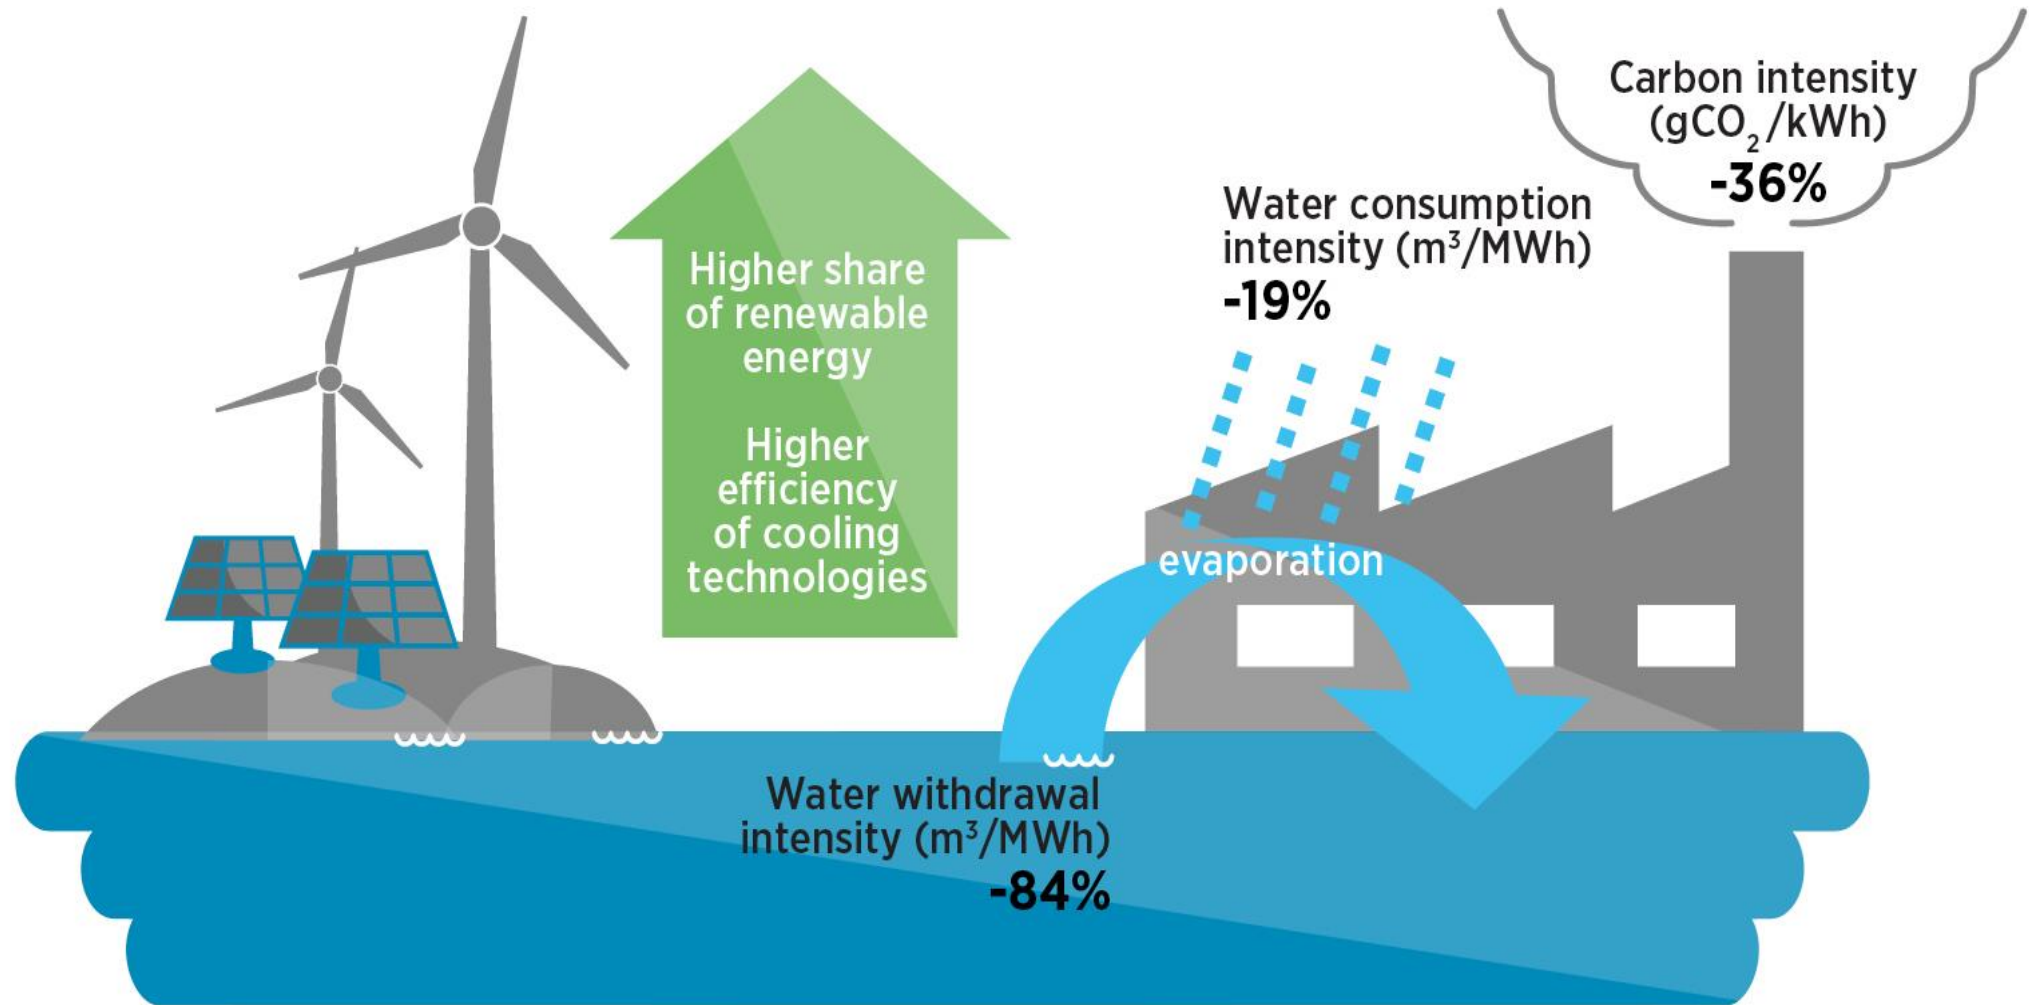 Carbon intensity
(gCO₂/kWh)
-36%
Water consumption
intensity (m³/MWh)
-19%
Higher share
of renewable
energy
Higher
efficiency
of cooling
technologies
evaporation
Water withdrawal
intensity (m³/MWh)
-84%